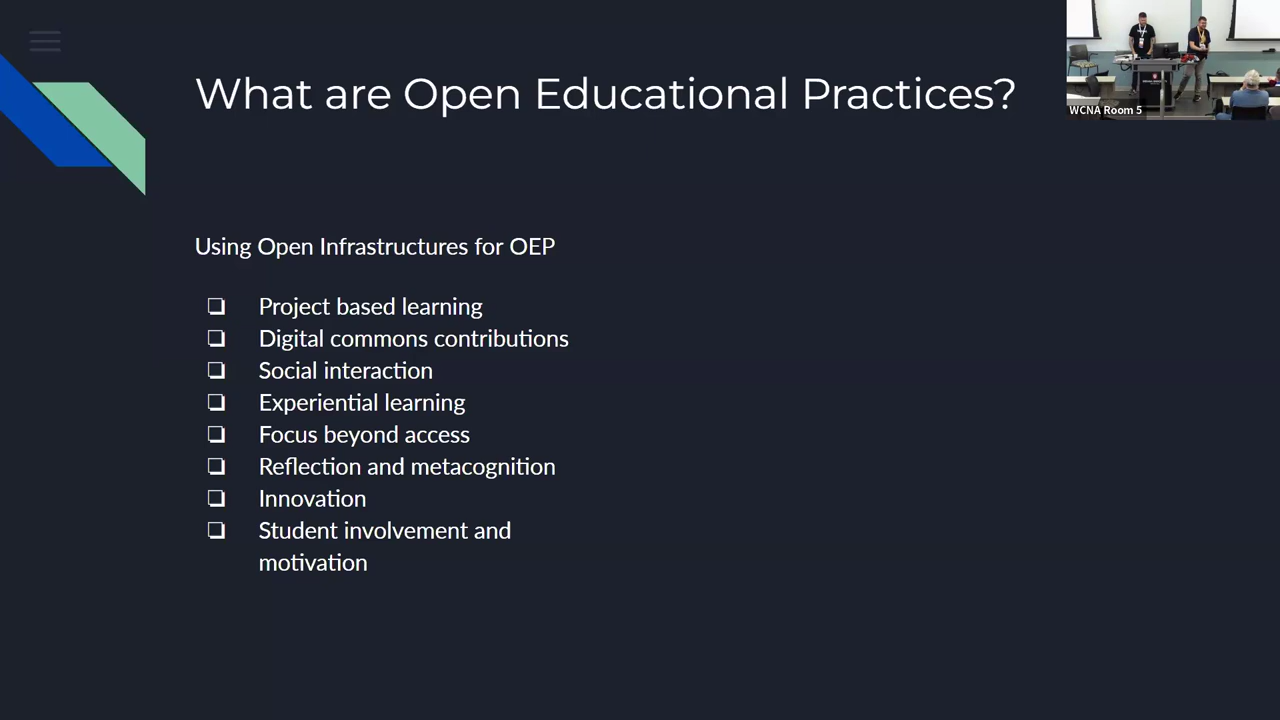 What are Open Educational Practices?
WCNA Room 5
Using Open Infrastructures for OEP
❏ Project based learning
❏ Digital commons contributions
❏ Social interaction
❏ Experiential learning
❏ Focus beyond access
❏ Reflection and metacognition
❏ Innovation
❏ Student involvement and
motivation